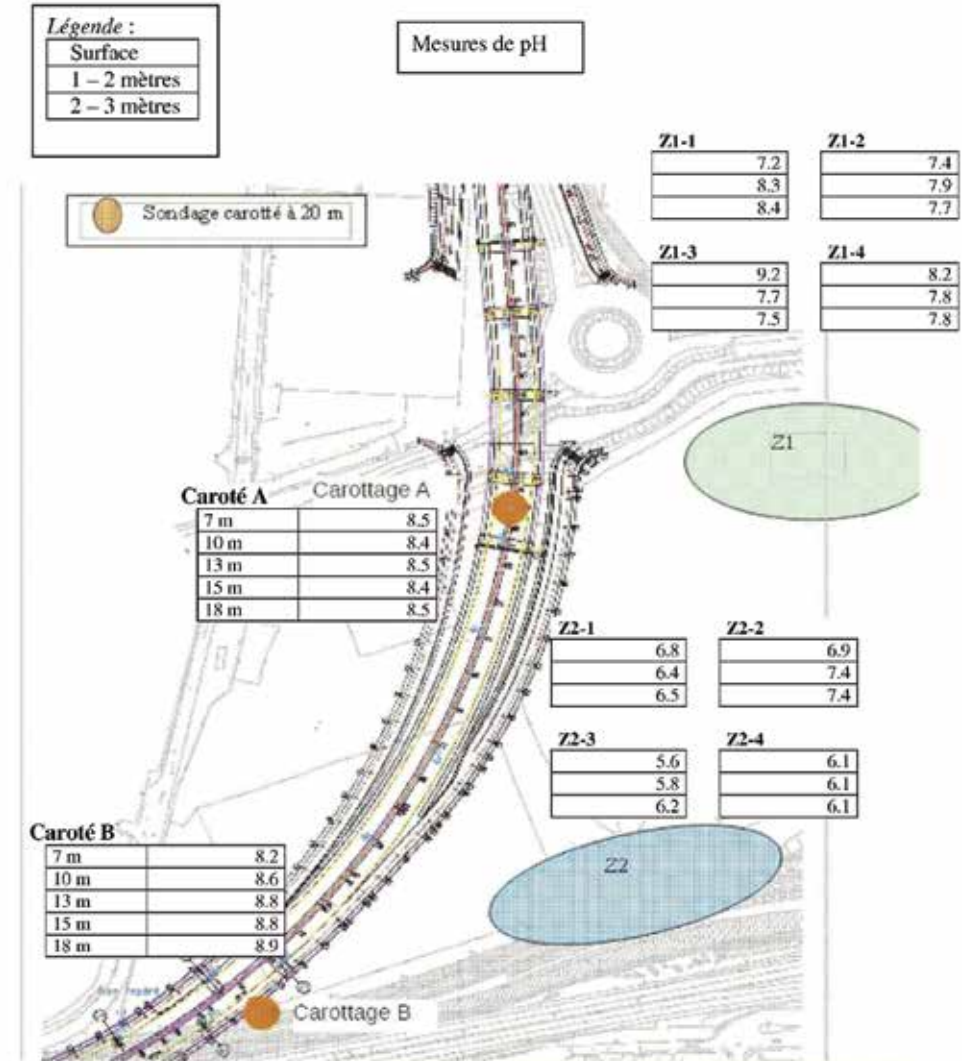 Légende :
Surface
1 – 2 mètres
2 – 3 mètres
Mesures de pH
Sondage carotté à 20 m
Z1-1
7.2
8.3
8.4
Z1-2
7.4
7.9
7.7
Z1-3
9.2
7.7
7.5
Z1-4
8.2
7.8
7.8
Z1
Caroté A
Carottage A
7 m 8.5
10 m 8.4
13 m 8.5
15 m 8.4
18 m 8.5
Z2-1
6.8
6.4
6.5
Z2-2
6.9
7.4
7.4
Z2-3
5.6
5.8
6.2
Z2-4
6.1
6.1
6.1
Z2
Caroté B
7 m 8.2
10 m 8.6
13 m 8.8
15 m 8.8
18 m 8.9
Carottage B